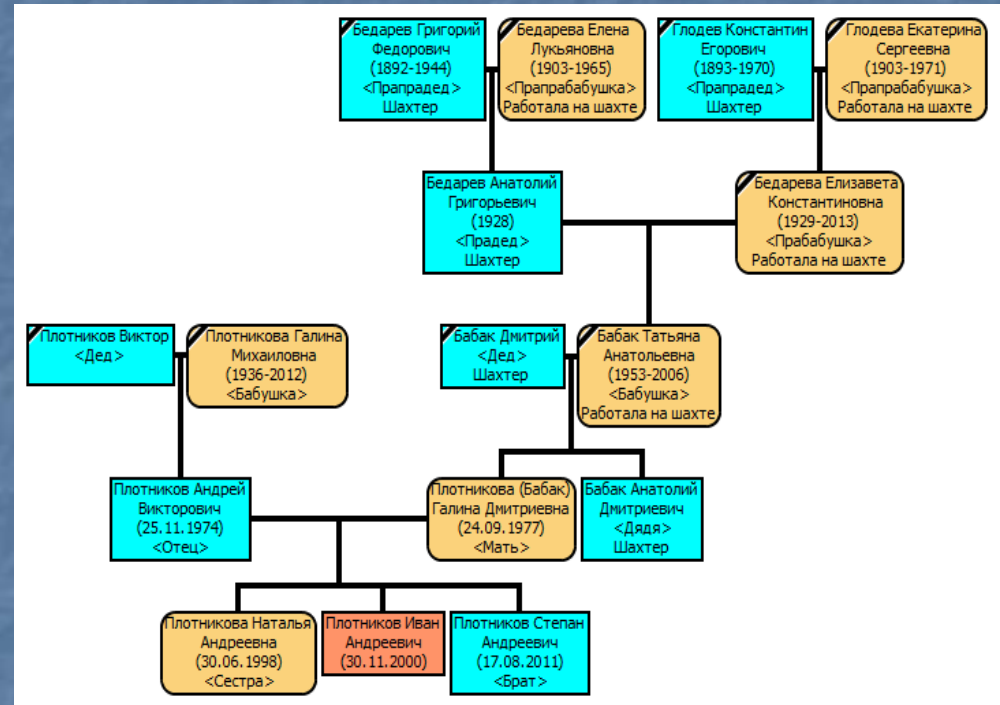 Бедарев Григорий
Федорович
(1892-1944)
<Прапрадед>
Шахтер
Бедарева Елена
Лукьяновна
(1903-1965)
<Прапрабабушка>
Работала на шахте
Глодев Константин
Егорович
(1893-1970)
<Прапрадед>
Шахтер
Глодева Екатерина
Сергеевна
(1903-1971)
<Прапрабабушка>
Работала на шахте
Бедарев Анатолий
Григорьевич
(1928)
<Прадед>
Шахтер
Бедарева Елизавета
Константиновна
(1929-2013)
<Прабабушка>
Работала на шахте
Плотников Виктор
<Дед>
Плотникова Галина
Михаиловна
(1936-2012)
<Бабушка>
Бабак Дмитрий
<Дед>
Шахтер
Бабак Татьяна
Анатольевна
(1953-2006)
<Бабушка>
Работала на шахте
Плотников Андрей
Викторович
(25.11.1974)
<Отец>
Плотникова (Бабак)
Галина Дмитриевна
(24.09.1977)
<Мать>
Бабак Анатолий
Дмитриевич
<Дядя>
Шахтер
Плотникова Наталья
Андреевна
(30.06.1998)
<Сестра>
Плотников Иван
Андреевич
(30.11.2000)
Плотников Степан
Андреевич
(17.08.2011)
<Брат>